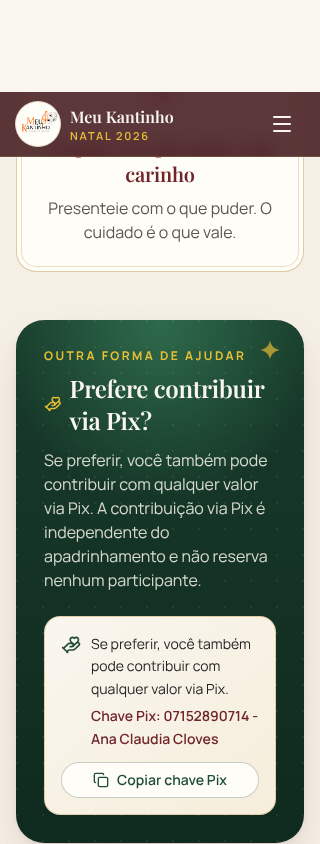 Meu
Kantinho
Meu Kantinho
NATAL 2026
carinho
Presenteie com o que puder. O
cuidado é o que vale.
OUTRA FORMA DE AJUDAR
Prefere contribuir
via Pix?
Se preferir, você também pode
contribuir com qualquer valor
via Pix. A contribuição via Pix é
independente do
apadrinhamento e não reserva
nenhum participante.
Se preferir, você também
pode contribuir com
qualquer valor via Pix.
Chave Pix: 07152890714 -
Ana Claudia Cloves
Copiar chave Pix